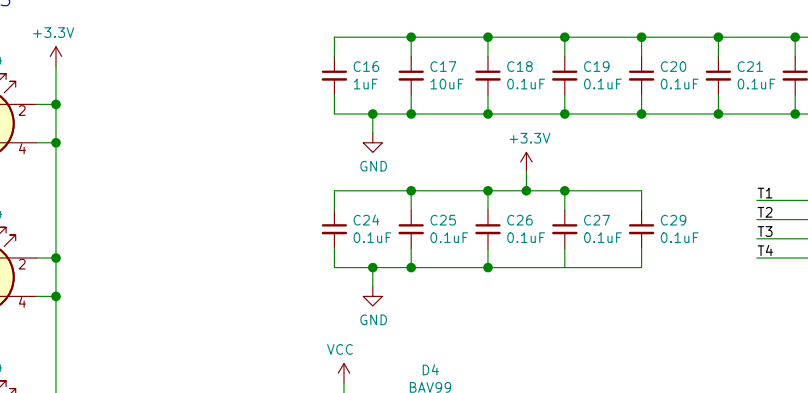 +3.3V
2
4
2
4
C16
1uF
C17
10uF
C18
0.1uF
C19
0.1uF
C20
0.1uF
C21
0.1uF
GND
+3.3V
C24
0.1uF
C25
0.1uF
C26
0.1uF
C27
0.1uF
C29
0.1uF
GND
T1
T2
T3
T4
VCC
D4
BAV99